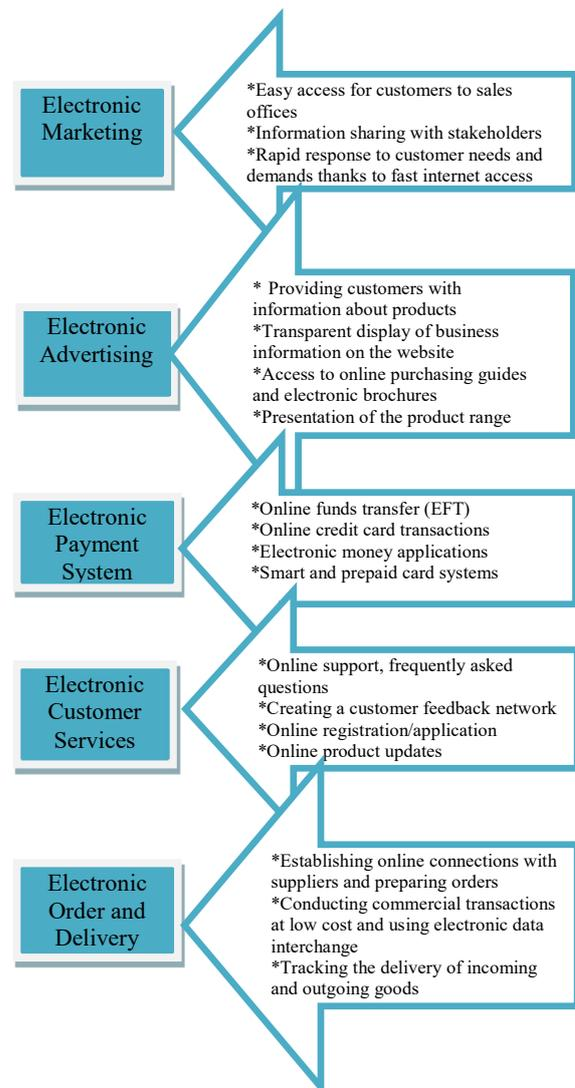 Electronic
Marketing
*Easy access for customers to sales
offices
*Information sharing with stakeholders
*Rapid response to customer needs and
demands thanks to fast internet access
Electronic
Advertising
* Providing customers with
information about products
*Transparent display of business
information on the website
*Access to online purchasing guides
and electronic brochures
*Presentation of the product range
Electronic
Payment
System
*Online funds transfer (EFT)
*Online credit card transactions
*Electronic money applications
*Smart and prepaid card systems
Electronic
Customer
Services
*Online support, frequently asked
questions
*Creating a customer feedback network
*Online registration/application
*Online product updates
Electronic
Order and
Delivery
*Establishing online connections with
suppliers and preparing orders
*Conducting commercial transactions
at low cost and using electronic data
interchange
*Tracking the delivery of incoming
and outgoing goods